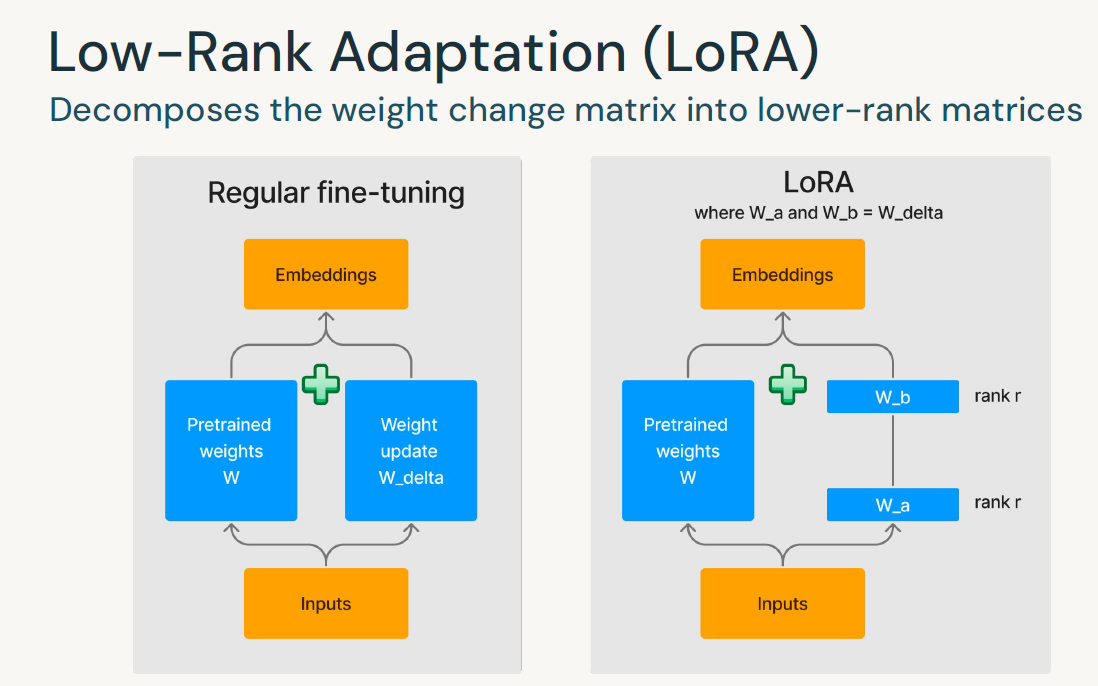 Low-Rank Adaptation (LoRA)
Decomposes the weight change matrix into lower-rank matrices
Regular fine-tuning
Embeddings
Pretrained
weights
W
Weight
update
W_delta
Inputs
LoRA
where W_a and W_b = W_delta
Embeddings
Pretrained
weights
W
W_b
rank r
W_a
rank r
Inputs